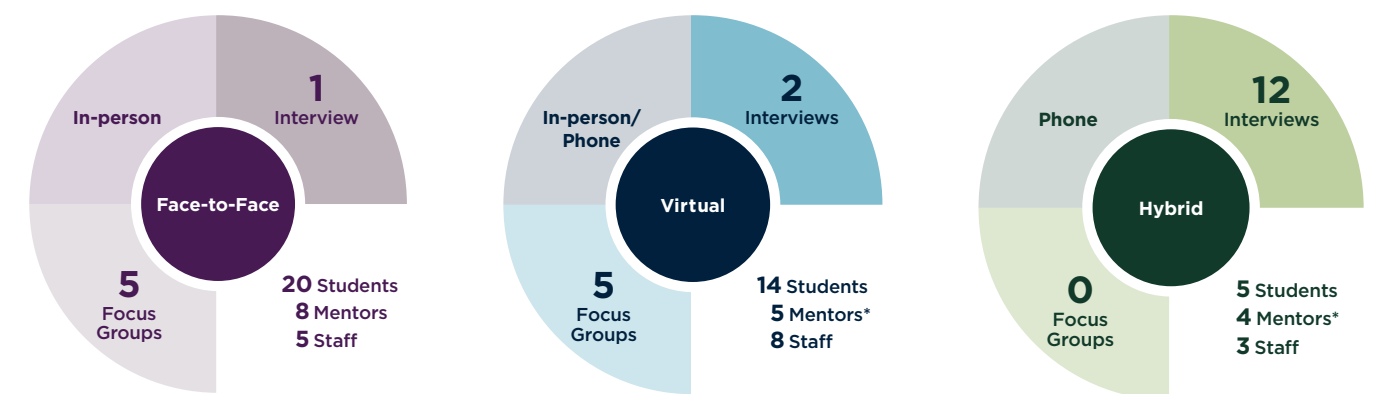 In-person
1
Interview
Face-to-Face
5
Focus
Groups
20 Students
8 Mentors
5 Staff
In-person/
Phone
2
Interviews
Virtual
5
Focus
Groups
14 Students
5 Mentors*
8 Staff
Phone
12
Interviews
Hybrid
0
Focus
Groups
5 Students
4 Mentors*
3 Staff